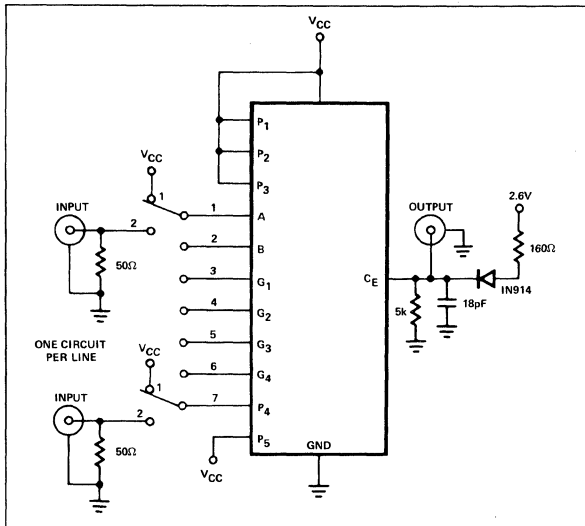 VCC
P1
P2
P3
VCC
INPUT
1
2
1
A
50Ω
2
B
3
G1
4
G2
5
G3
6
G4
ONE CIRCUIT
PER LINE
VCC
INPUT
1
2
7
P4
50Ω
P5
VCC
GND
CE
OUTPUT
2.6V
160Ω
IN914
5k
18pF